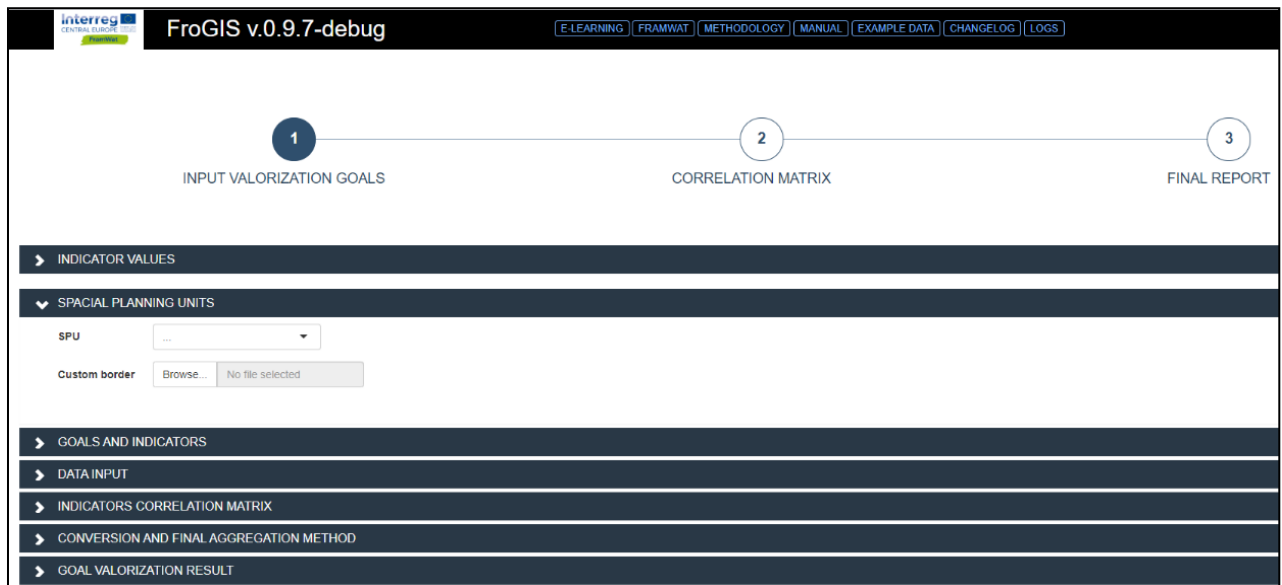 Interreg
CENTRAL EUROPE
FramWat
FroGIS v.0.9.7-debug
E-LEARNING FRAMWAT METHODOLOGY MANUAL EXAMPLE DATA CHANGELOG LOGS
1 2 3
INPUT VALORIZATION GOALS CORRELATION MATRIX FINAL REPORT
INDICATOR VALUES
SPACIAL PLANNING UNITS
SPU ...
Custom border Browse... No file selected
GOALS AND INDICATORS
DATA INPUT
INDICATORS CORRELATION MATRIX
CONVERSION AND FINAL AGGREGATION METHOD
GOAL VALORIZATION RESULT